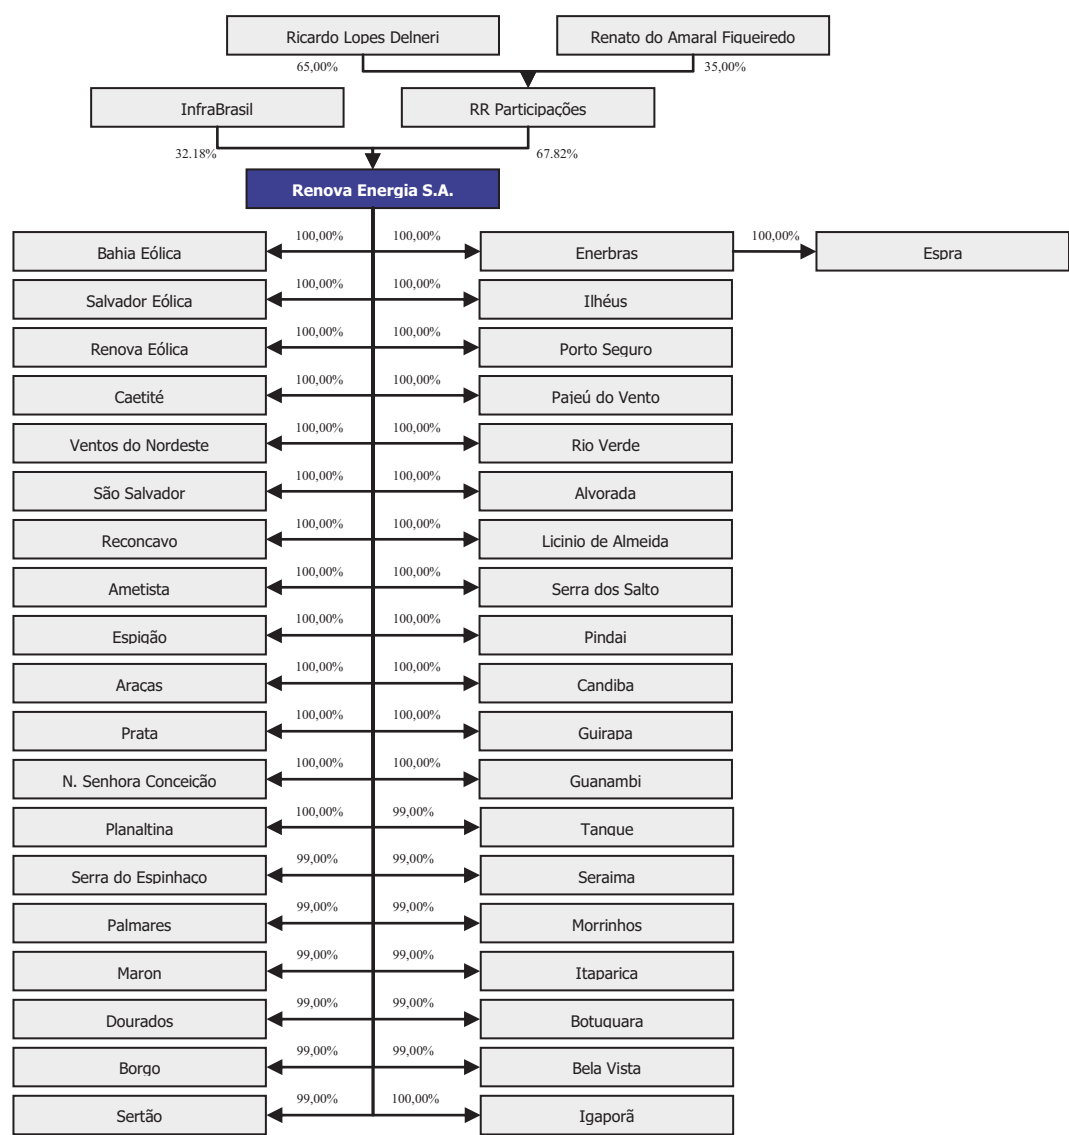 Ricardo Lopes Delneri
Renato do Amaral Figueiredo
65,00%
35,00%
InfraBrasil
RR Participações
32.18%
67.82%
Renova Energia S.A.
Bahia Eólica
100,00%
100,00%
Enerbras
100,00%
Espra
Salvador Eólica
100,00%
100,00%
Ilhéus
Renova Eólica
100,00%
100,00%
Porto Seguro
Caetité
100,00%
100,00%
Pajeú do Vento
Ventos do Nordeste
100,00%
100,00%
Rio Verde
São Salvador
100,00%
100,00%
Alvorada
Reconcavo
100,00%
100,00%
Licinio de Almeida
Ametista
100,00%
100,00%
Serra dos Salto
Espigão
100,00%
100,00%
Pindai
Araças
100,00%
100,00%
Candiba
Prata
100,00%
100,00%
Guirapa
N. Senhora Conceição
100,00%
100,00%
Guanambi
Planaltina
100,00%
99,00%
Tanque
Serra do Espinhaço
99,00%
99,00%
Seraima
Palmares
99,00%
99,00%
Morrinhos
Maron
99,00%
99,00%
Itaparica
Dourados
99,00%
99,00%
Botuquara
Borgo
99,00%
99,00%
Bela Vista
Sertão
99,00%
100,00%
Igaporã